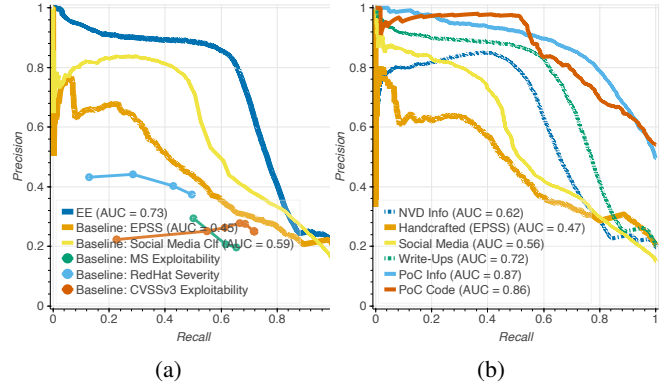 1
0.8
0.6
0.4
0.2
0
Precision
EE (AUC = 0.73)
Baseline: EPSS (AUC = 0.45)
Baseline: Social Media Clf (AUC = 0.59)
Baseline: MS Exploitability
Baseline: RedHat Severity
Baseline: CVSSv3 Exploitability
0 0.2 0.4 0.6 0.8
Recall
(a)
1
0.8
0.6
0.4
0.2
0
Precision
NVD Info (AUC = 0.62)
Handcrafted (EPSS) (AUC = 0.47)
Social Media (AUC = 0.56)
Write-Ups (AUC = 0.72)
PoC Info (AUC = 0.87)
PoC Code (AUC = 0.86)
0 0.2 0.4 0.6 0.8 1
Recall
(b)